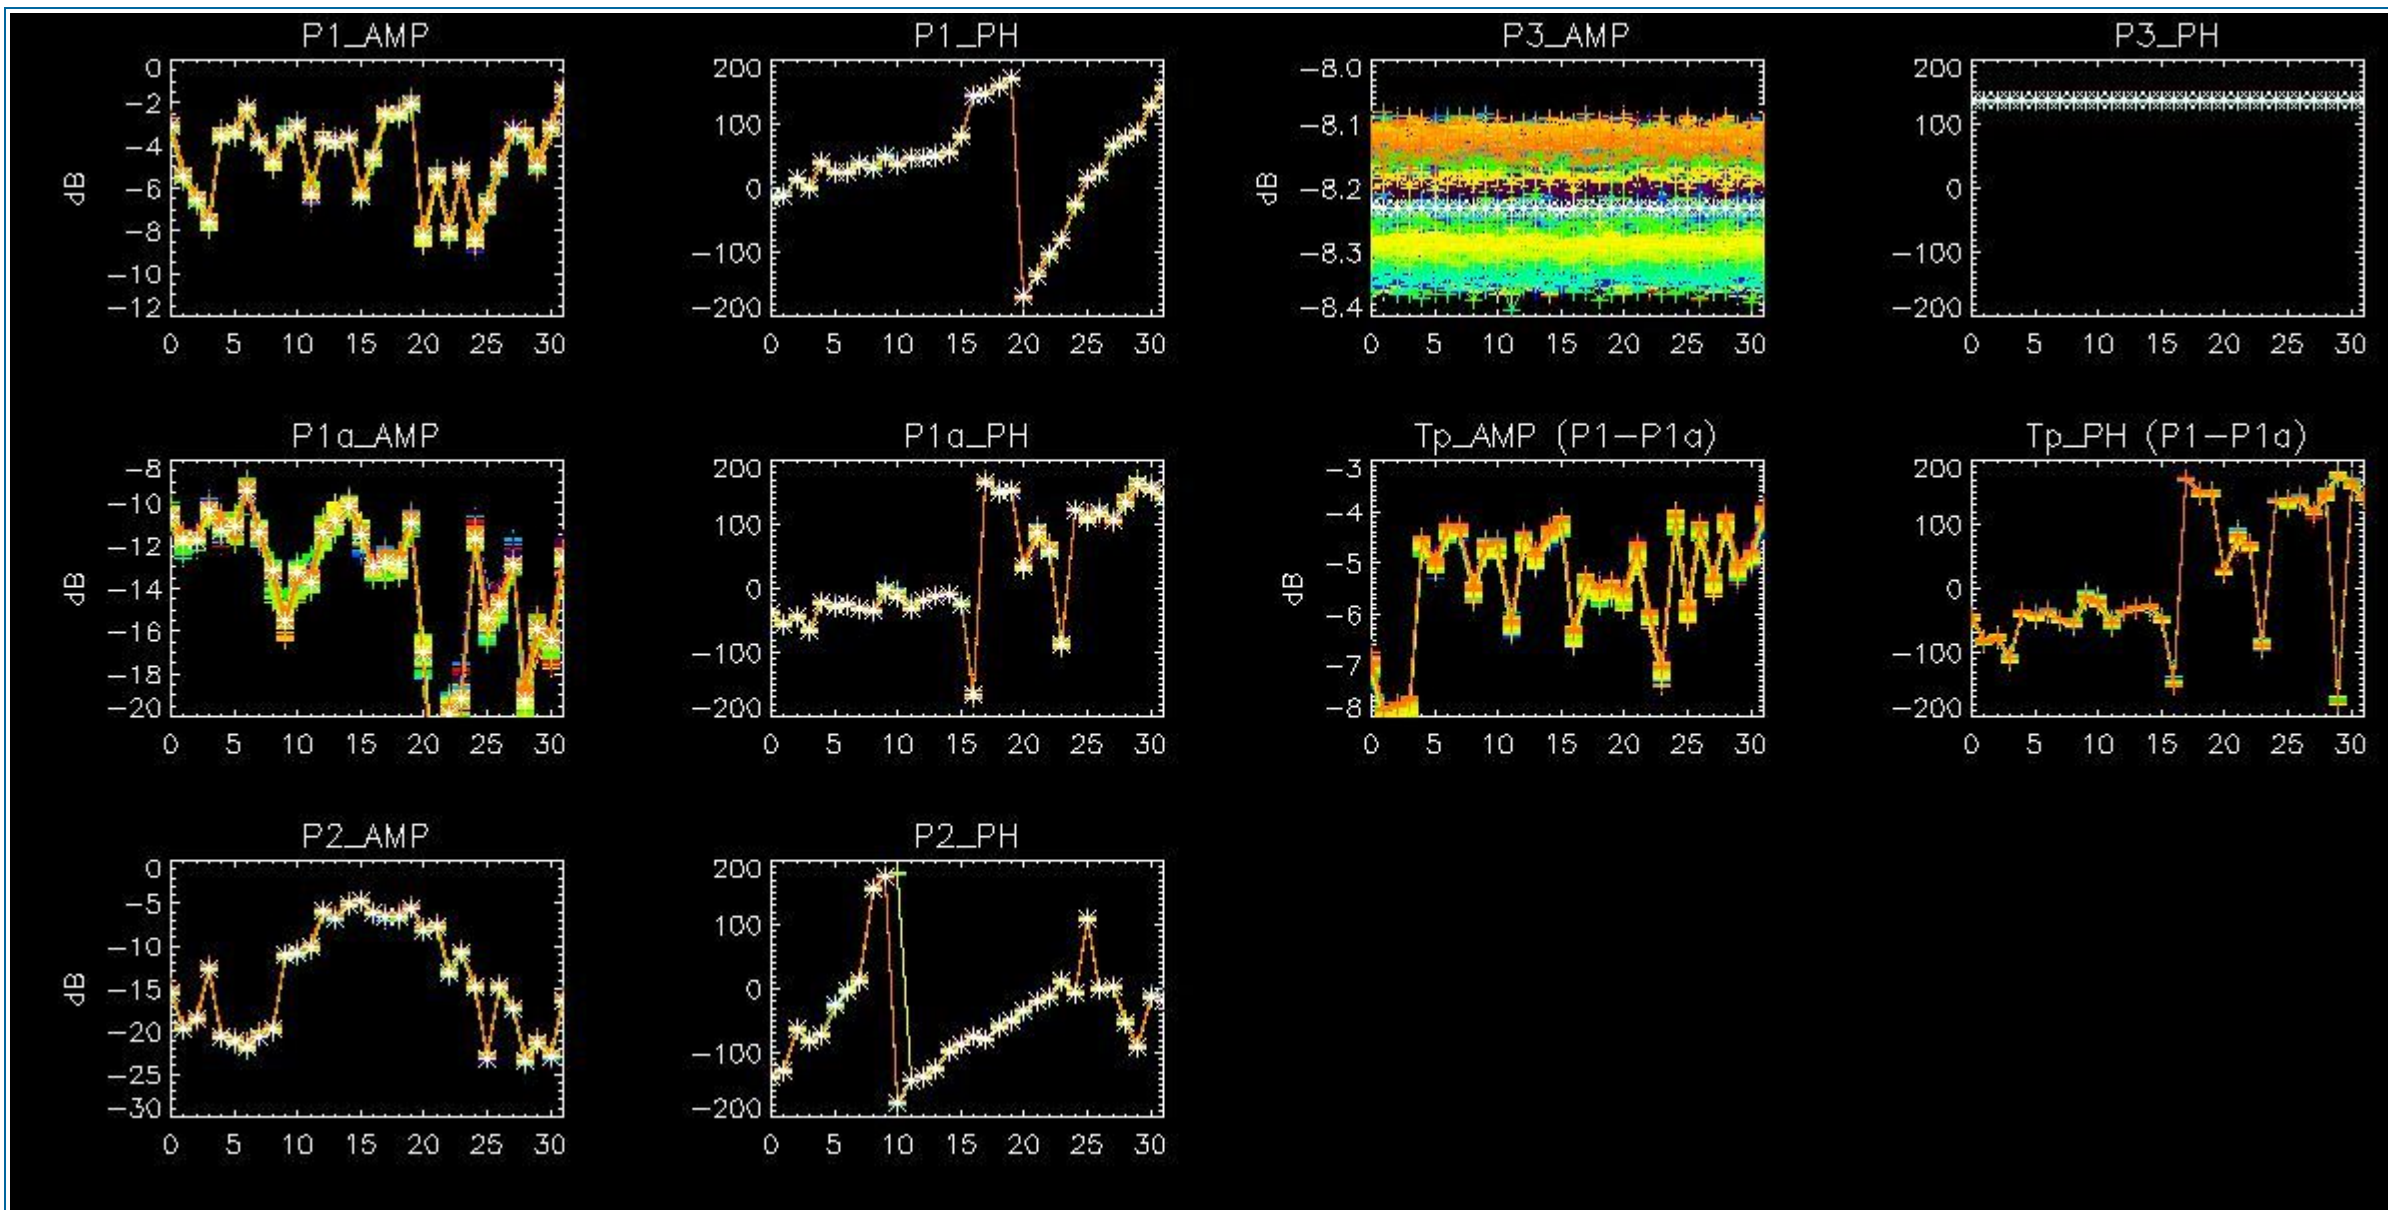 P1_AMP P1_PH P3_AMP P3_PH
0 200 -8.0 200
-2
100 -8.1 100
-4
dB -6 0 dB -8.2 0
-8
-100 -8.3 -100
-10
-12 -200 -8.4 -200
0 5 10 15 20 25 30 0 5 10 15 20 25 30 0 5 10 15 20 25 30 0 5 10 15 20 25 30
P1a_AMP P1a_PH Tp_AMP (P1-P1a) Tp_PH (P1-P1a)
-8 200 -3 200
-10
100 -4 100
-12
dB -14 0 dB -5 0
-6
-16
-100 -7 -100
-18
-20 -200 -8 -200
0 5 10 15 20 25 30 0 5 10 15 20 25 30 0 5 10 15 20 25 30 0 5 10 15 20 25 30
P2_AMP P2_PH
0 200
-5
100
-10
dB -15 0
-20
-100
-25
-30 -200
0 5 10 15 20 25 30 0 5 10 15 20 25 30